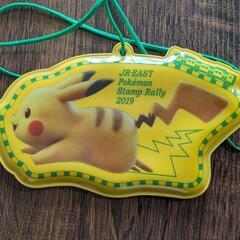 JR-EAST
Pokémon
Stamp Rally
2019